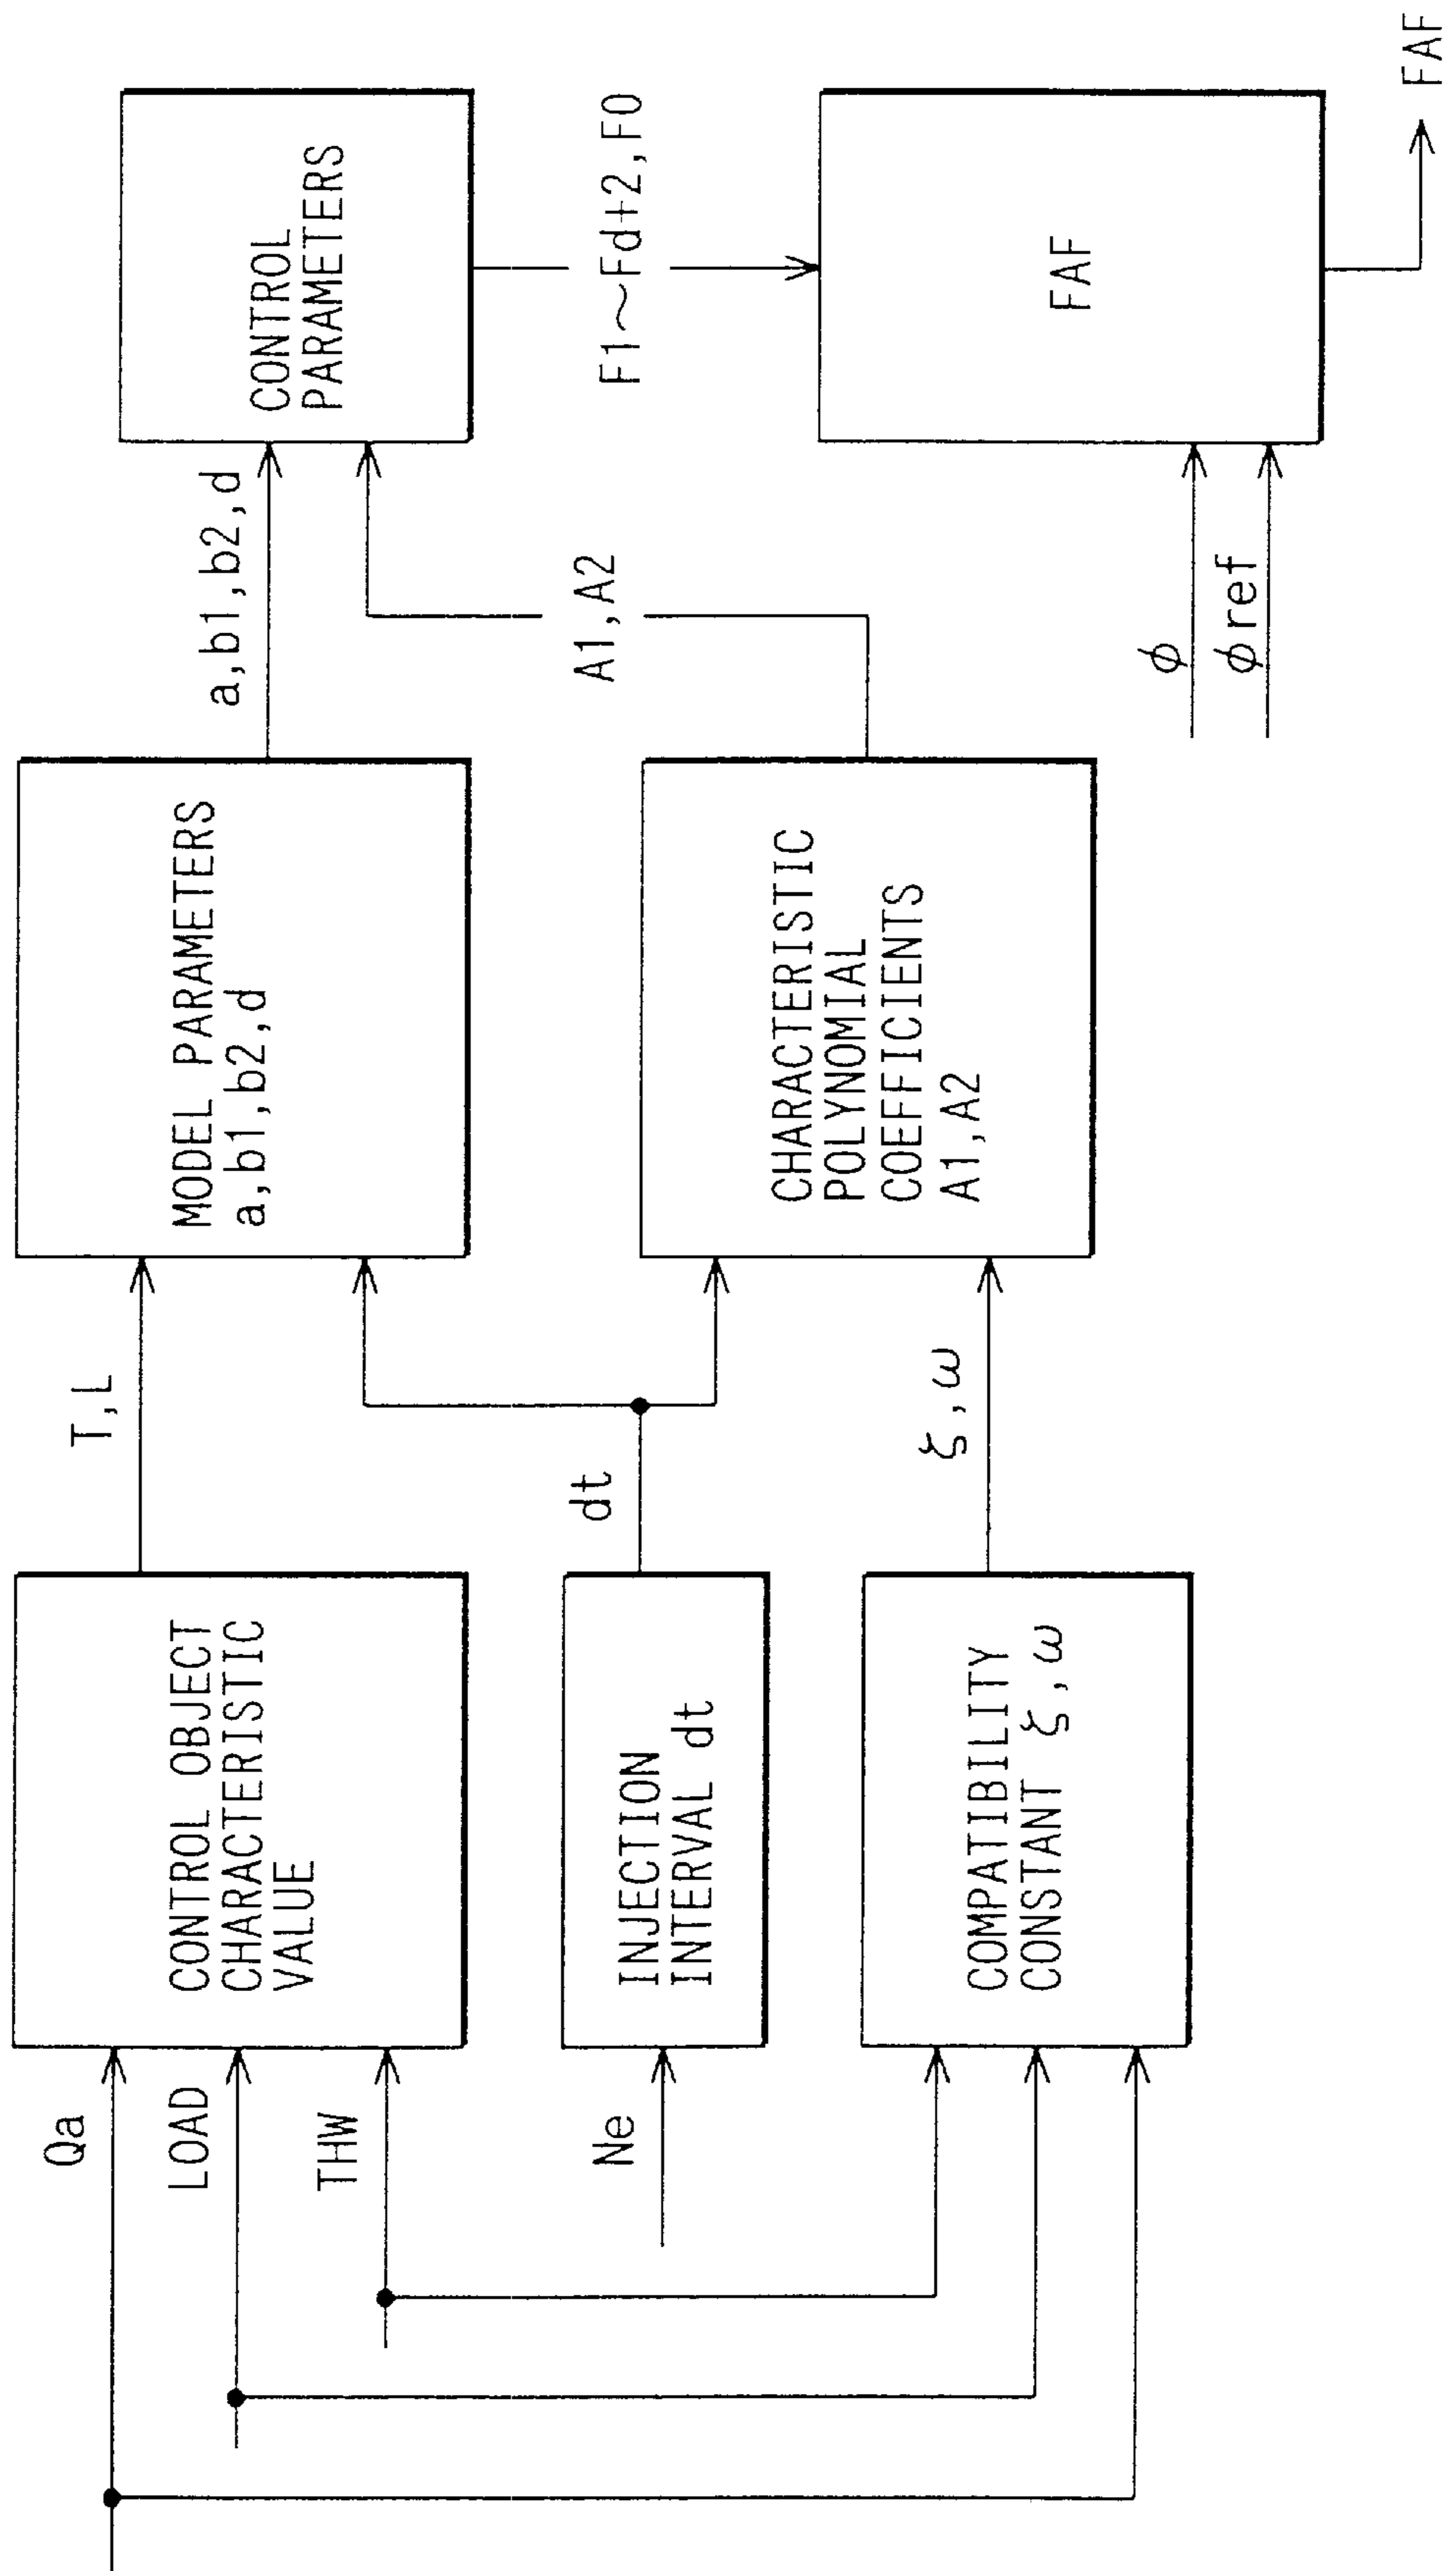 Qa
LOAD
THW
Ne
CONTROL OBJECT
CHARACTERISTIC
VALUE
INJECTION
INTERVAL dt
COMPATIBILITY
CONSTANT ζ,ω
T,L
dt
ζ,ω
MODEL PARAMETERS
a,b1,b2,d
CHARACTERISTIC
POLYNOMIAL
COEFFICIENTS
A1,A2
a,b1,b2,d
A1,A2
ϕ
ϕref
CONTROL
PARAMETERS
F1~Fd+2,F0
FAF
FAF